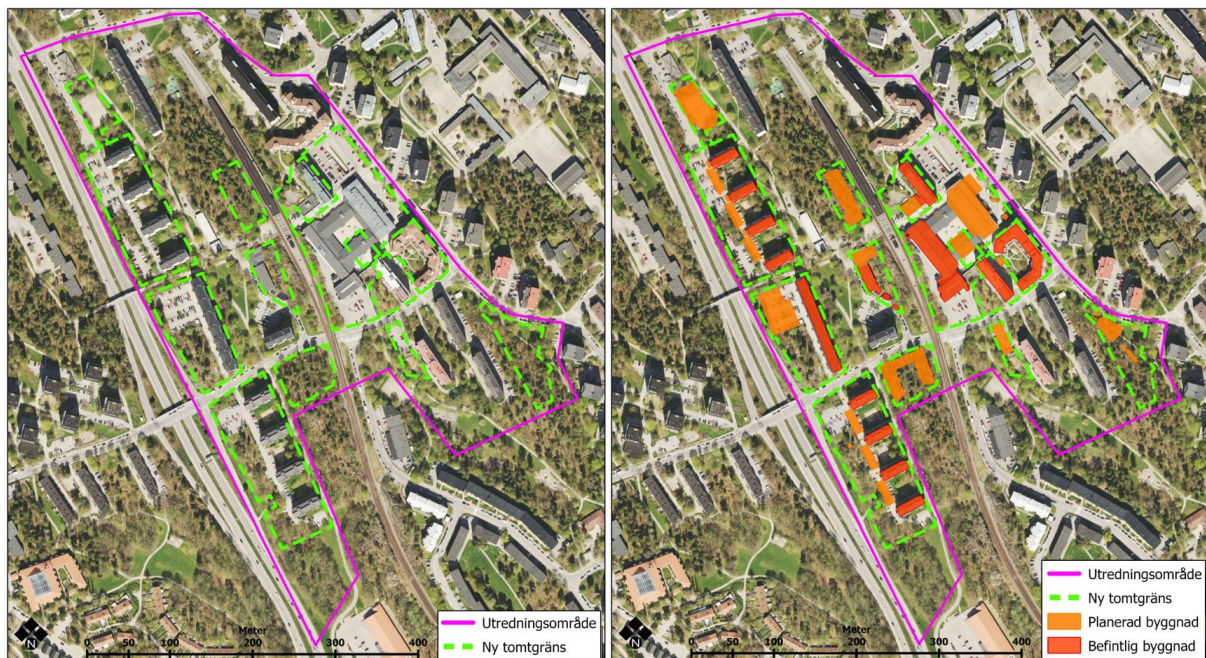 N
Meter
0 50 100 200 300 400
Utredningsområde
Ny tomtgräns
N
Meter
0 50 100 200 300 400
Utredningsområde
Ny tomtgräns
Planerad byggnad
Befintlig byggnad